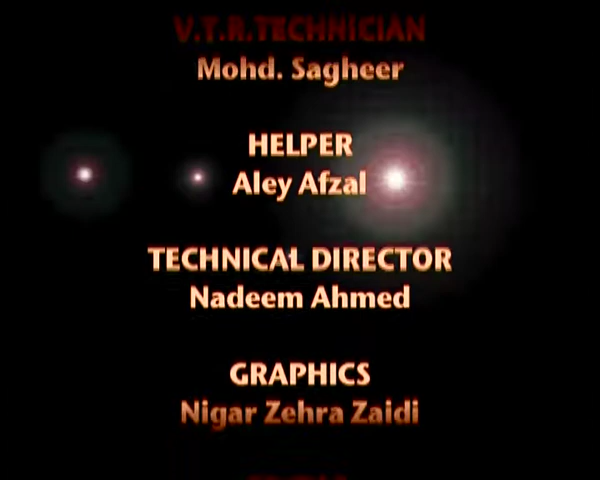 V.T.R.TECHNICIAN
Mohd. Sagheer
HELPER
Aley Afzal
TECHNICAL DIRECTOR
Nadeem Ahmed
GRAPHICS
Nigar Zehra Zaidi